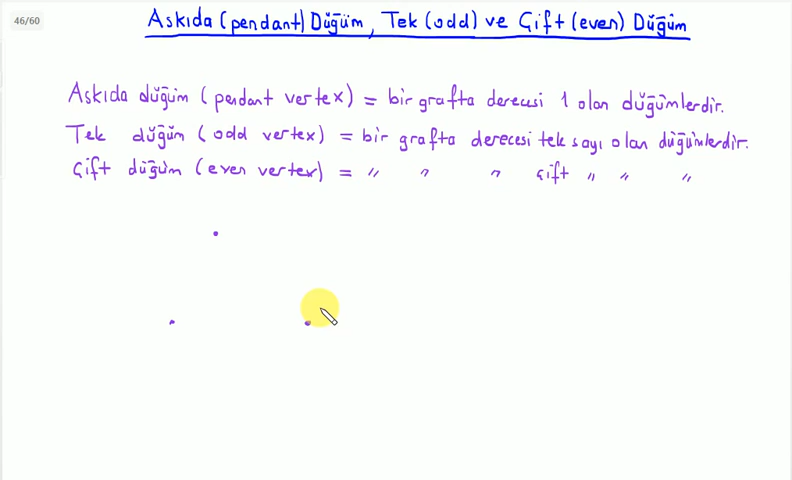 46/60
Askıda (pendant) Düğüm, Tek (odd) ve Çift (even) Düğüm
Askıda düğüm (pendant vertex) = bir grafta derecesi 1 olan düğümlerdir.
Tek düğüm (odd vertex) = bir grafta derecesi tek sayı olan düğümlerdir.
Çift düğüm (even vertex) = " " " çift " " "